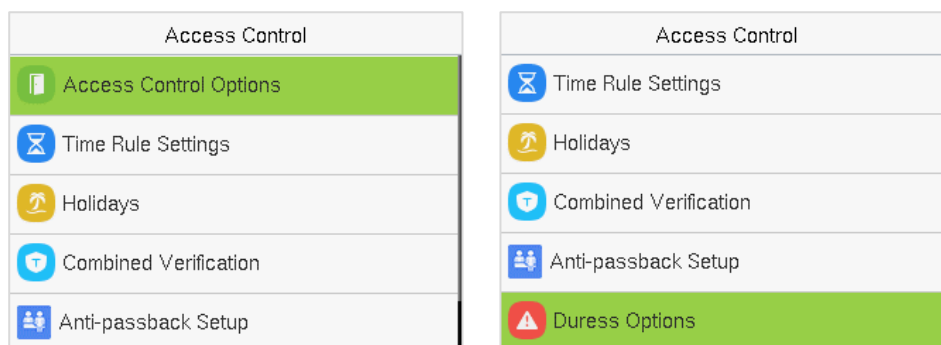 Access Control
Access Control Options
Time Rule Settings
Holidays
Combined Verification
Anti-passback Setup
Access Control
Time Rule Settings
Holidays
Combined Verification
Anti-passback Setup
Duress Options